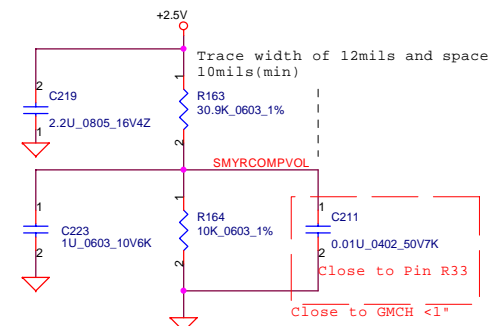 +2.5V
Trace width of 12mils and space
10mils(min)
2
C219
2.2U_0805_16V4Z
1
1
R163
30.9K_0603_1%
2
SMYRCOMPVOL
1
C223
1U_0603_10V6K
2
1
R164
10K_0603_1%
2
1
C211
0.01U_0402_50V7K
2
Close to Pin R33
Close to GMCH <1"